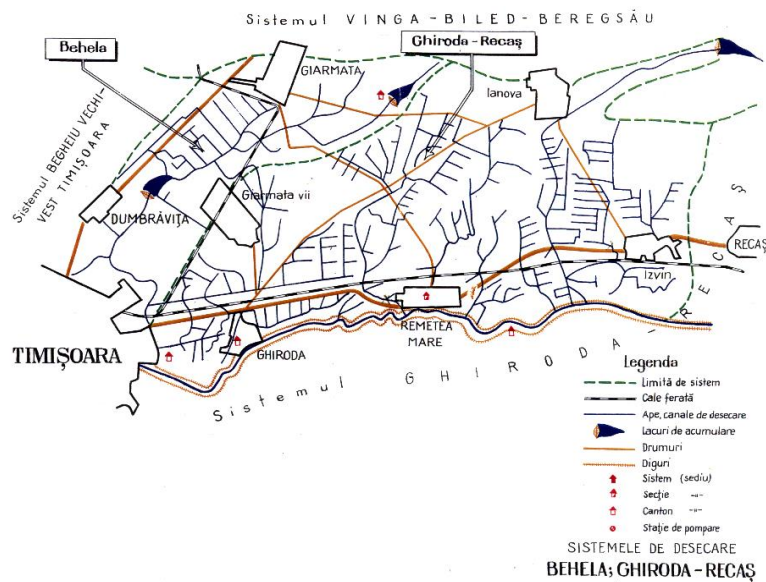 Sistemul VINGA-BILED-BEREGSĂU
Behela
Ghiroda-Recaș
GIARMATA
Ianova
Sistemul BEGHEIU VECHI-
VEST TIMIȘOARA
Giarmata vii
DUMBRĂVIȚA
RECAȘ
RECAȘ
Izvin
REMETEA
MARE
TIMIȘOARA
GHIRODA
Sistemul GHIRODA-
Legenda
Limită de sistem
Cale ferată
Ape, canale de desecare
Lacuri de acumulare
Drumuri
Diguri
Sistem (sediu)
Secție -"-
Canton -"-
Stație de pompare
SISTEMELE DE DESECARE
BEHELA; GHIRODA-RECAȘ